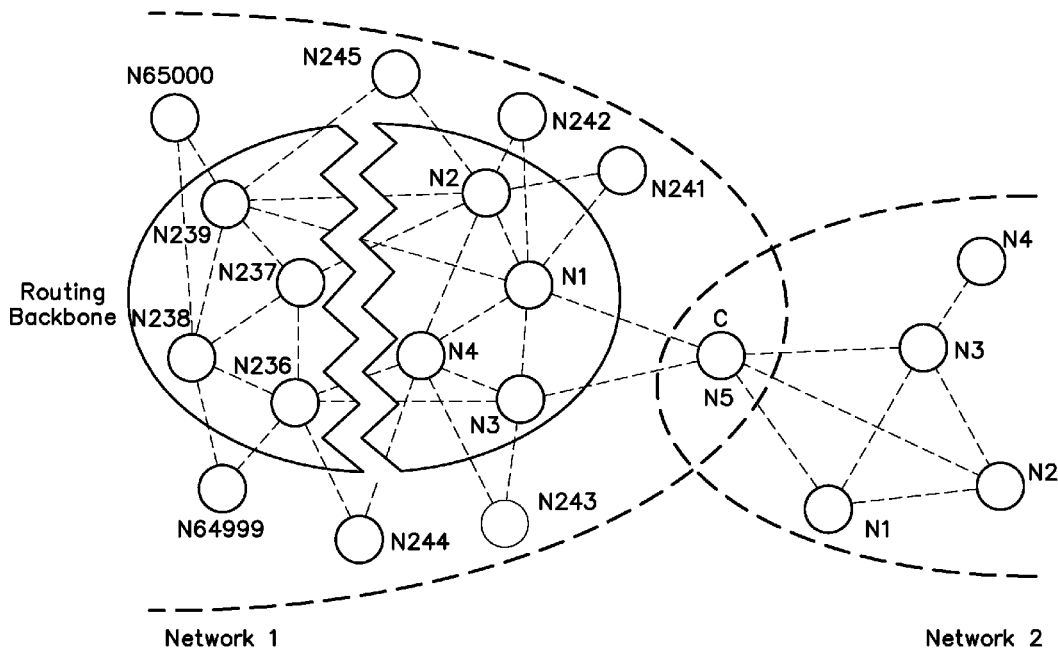 N245
N65000
N242
N241
N2
N239
N4
N237
N1
Routing
Backbone
N238
C
N4
N3
N236
N5
N3
N2
N243
N64999
N244
N1
Network 1
Network 2